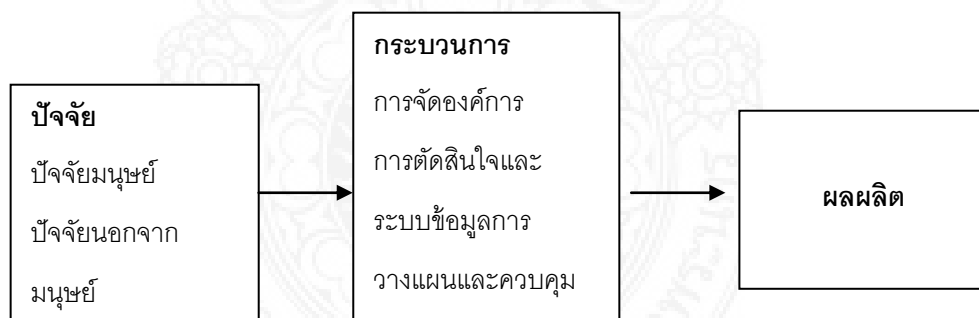 ปัจจัย
ปัจจัยมนุษย์
ปัจจัยนอกจาก
มนุษย์
กระบวนการ
การจัดองค์การ
การตัดสินใจและ
ระบบข้อมูลการ
วางแผนและควบคุม
ผลผลิต